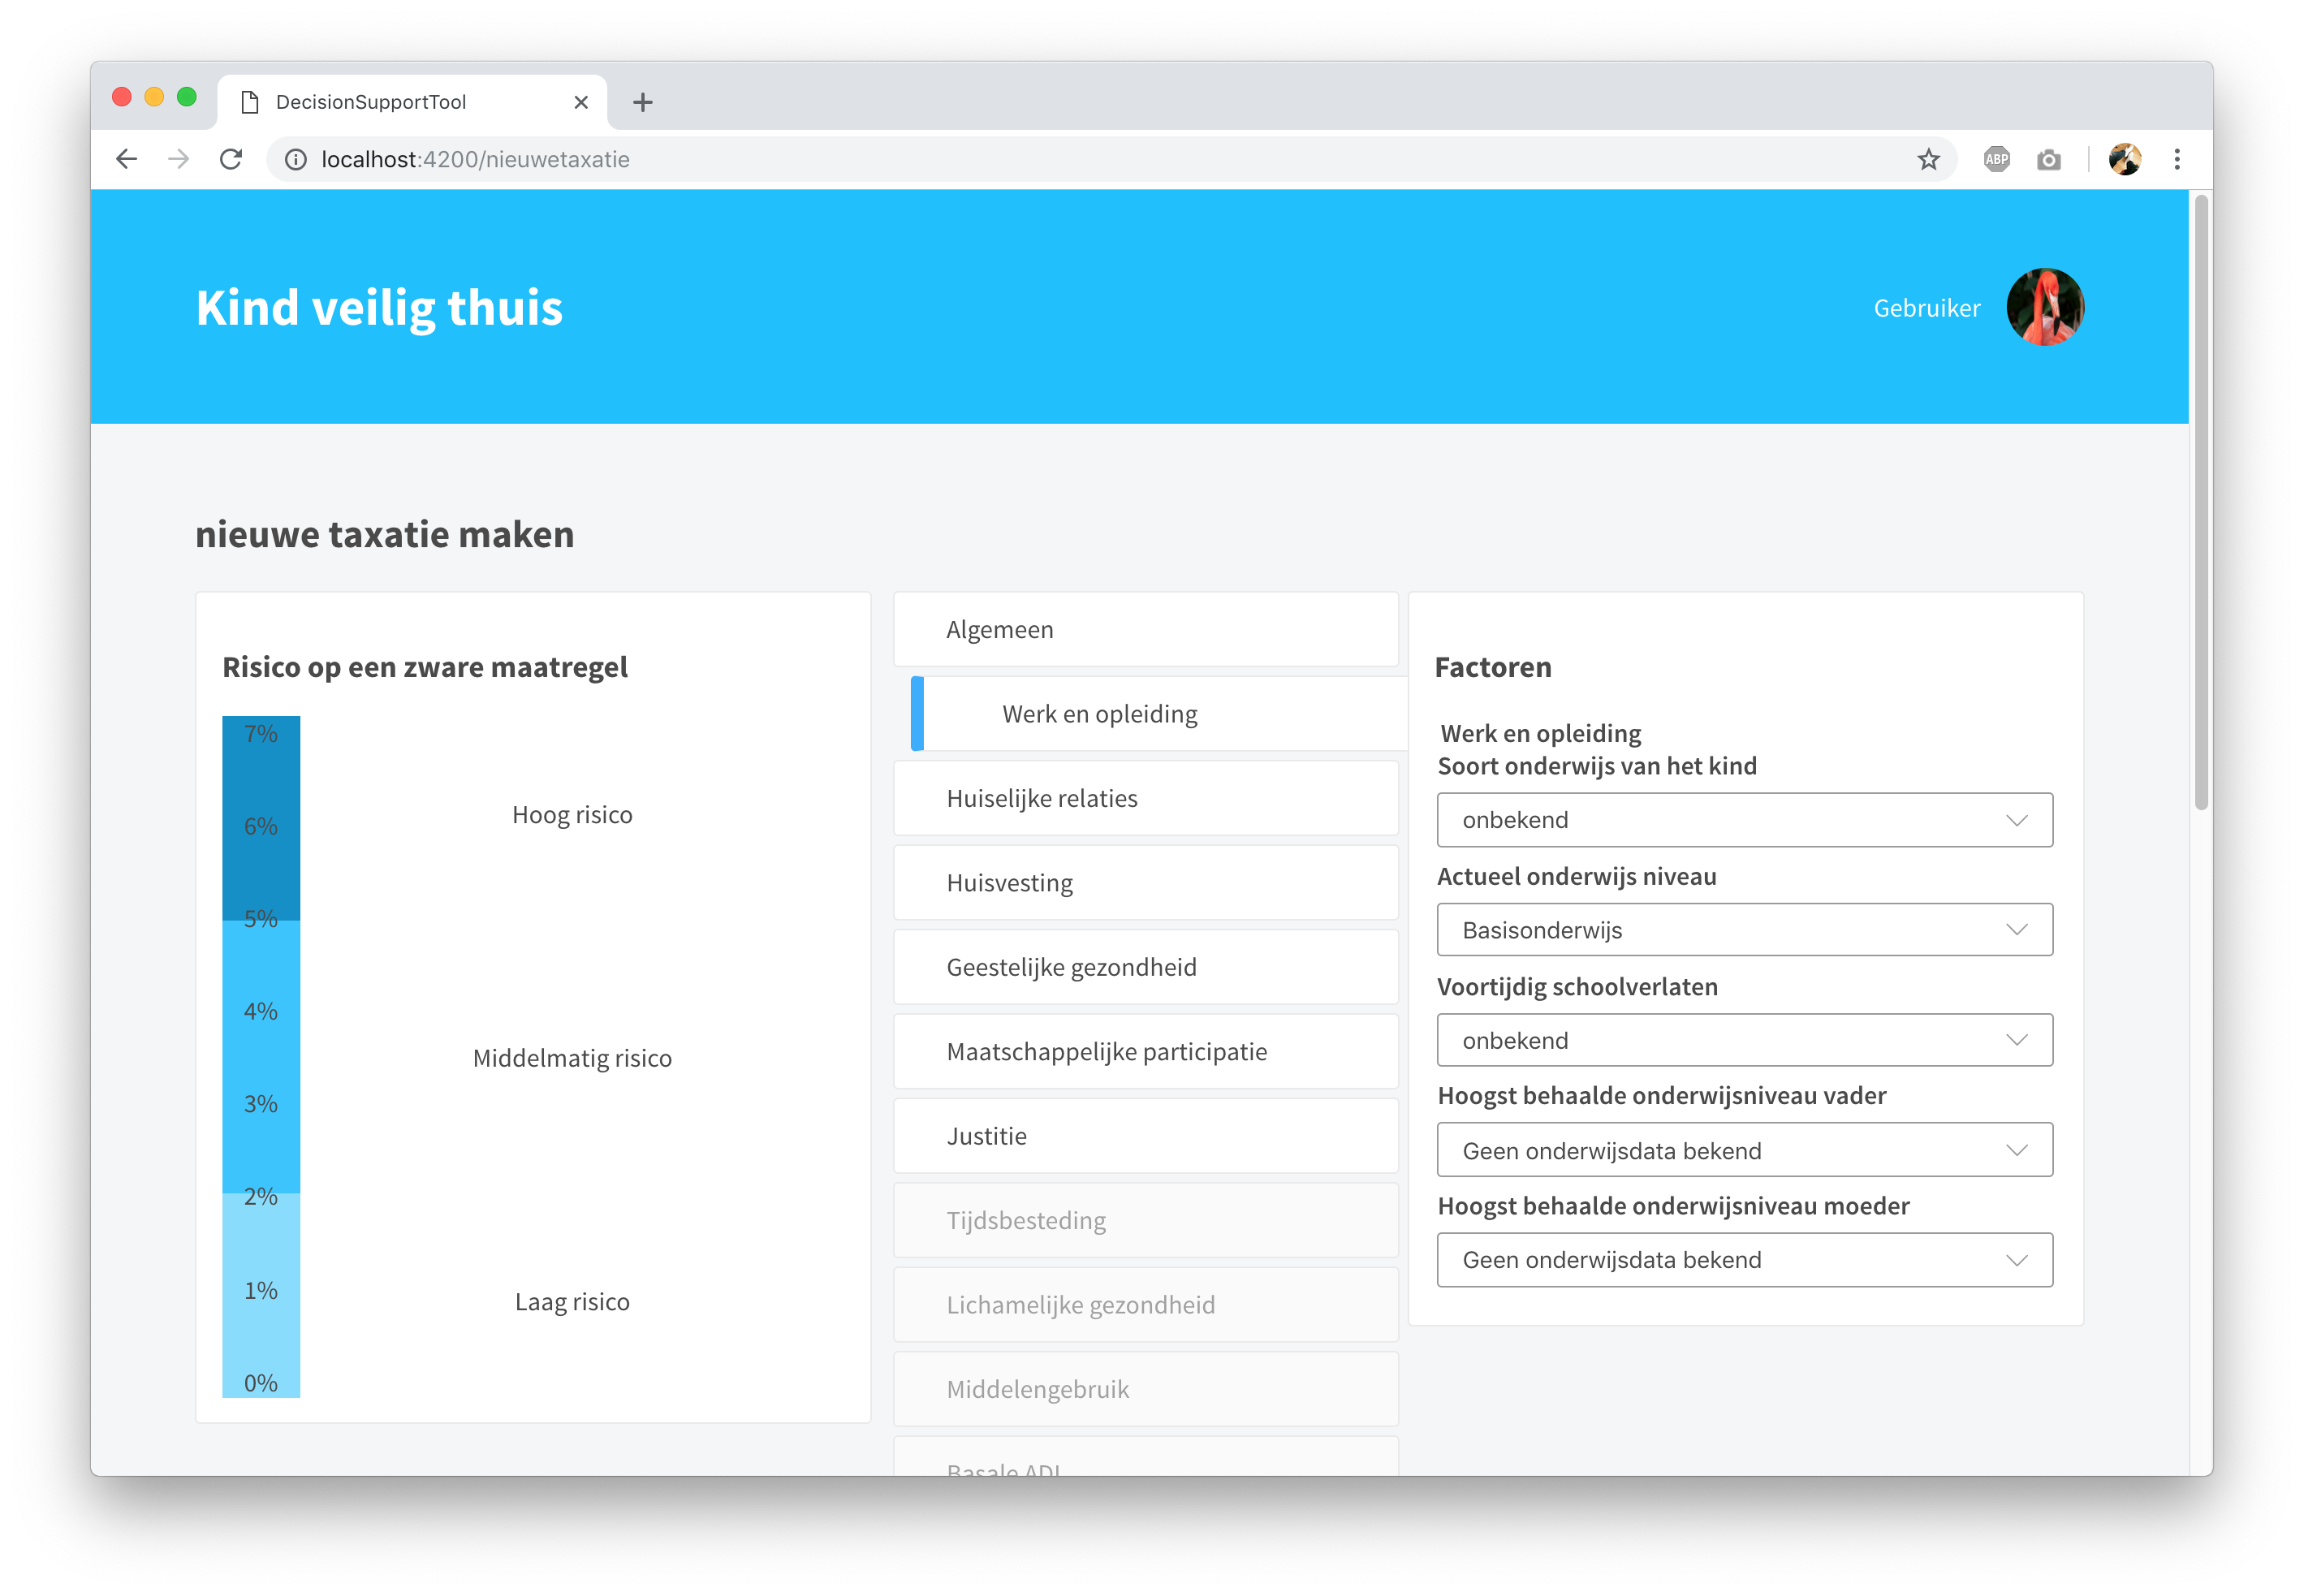 DecisionSupportTool
localhost:4200/nieuwetaxatie
ABP
Kind veilig thuis
Gebruiker
nieuwe taxatie maken
Risico op een zware maatregel
7%
6%
5%
4%
3%
2%
1%
0%
Hoog risico
Middelmatig risico
Laag risico
Algemeen
Werk en opleiding
Huiselijke relaties
Huisvesting
Geestelijke gezondheid
Maatschappelijke participatie
Justitie
Tijdsbesteding
Lichamelijke gezondheid
Middelengebruik
Basale ADL
Factoren
Werk en opleiding
Soort onderwijs van het kind
onbekend
Actueel onderwijs niveau
Basisonderwijs
Voortijdig schoolverlaten
onbekend
Hoogst behaalde onderwijsniveau vader
Geen onderwijsdata bekend
Hoogst behaalde onderwijsniveau moeder
Geen onderwijsdata bekend